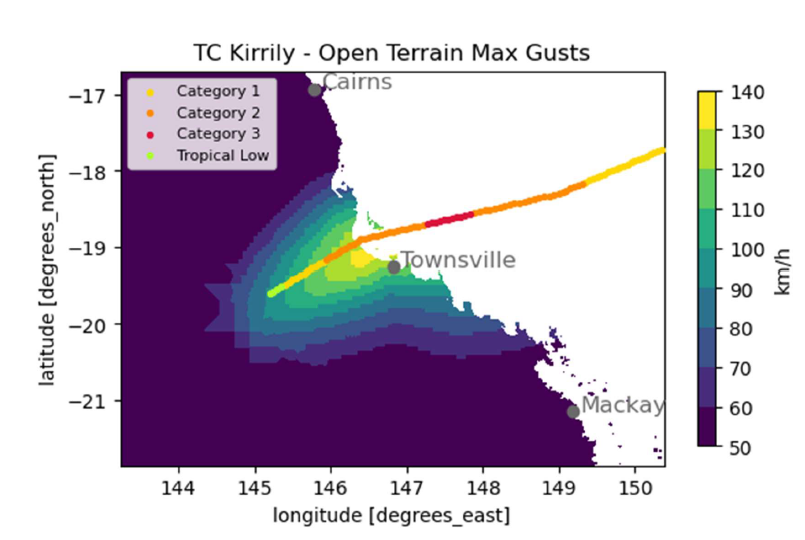 TC Kirrily - Open Terrain Max Gusts
Category 1
Category 2
Category 3
Tropical Low
Cairns
Townsville
Mackay
latitude [degrees_north]
−17
−18
−19
−20
−21
144
145
146
147
148
149
150
longitude [degrees_east]
140
130
120
110
100
90
80
70
60
50
km/h